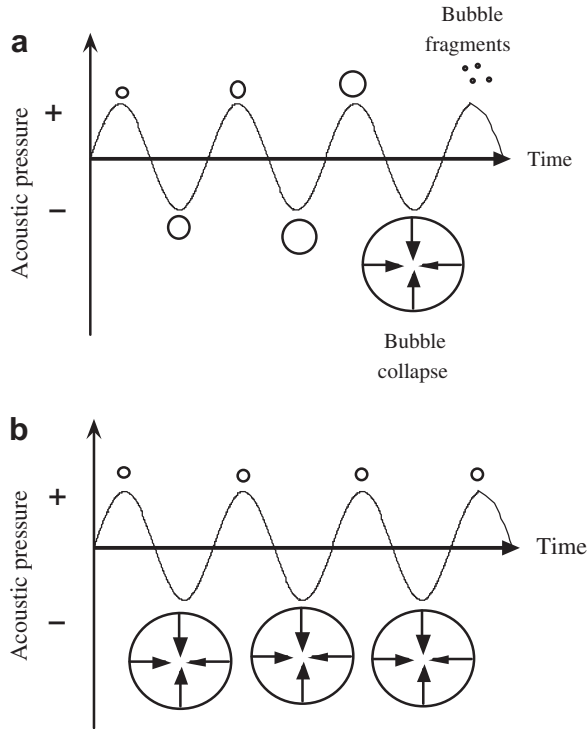 a
Bubble
fragments
+
Acoustic pressure
Time
−
Bubble
collapse
b
+
Acoustic pressure
Time
−